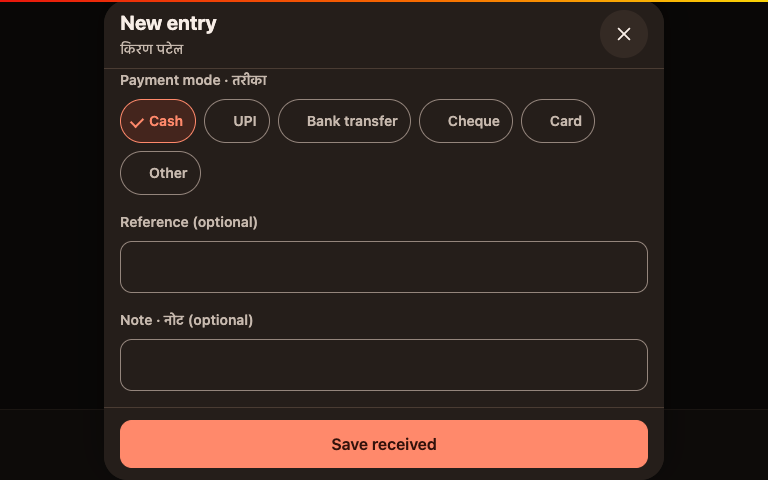 New entry
किरण पटेल
Payment mode · तरीका
Cash UPI Bank transfer Cheque Card
Other
Reference (optional)
Note · नोट (optional)
Save received